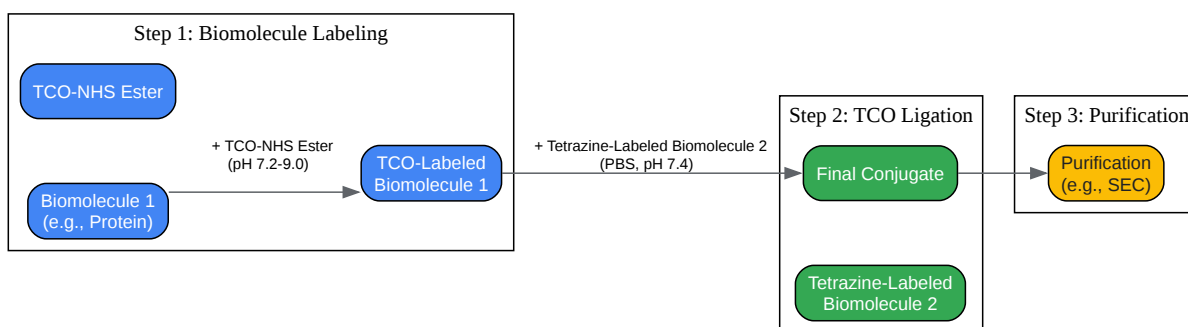 Step 1: Biomolecule Labeling
TCO-NHS Ester
Biomolecule 1
(e.g., Protein)
+ TCO-NHS Ester
(pH 7.2-9.0)
TCO-Labeled
Biomolecule 1
+ Tetrazine-Labeled Biomolecule 2
(PBS, pH 7.4)
Step 2: TCO Ligation
Final Conjugate
Tetrazine-Labeled
Biomolecule 2
Step 3: Purification
Purification
(e.g., SEC)